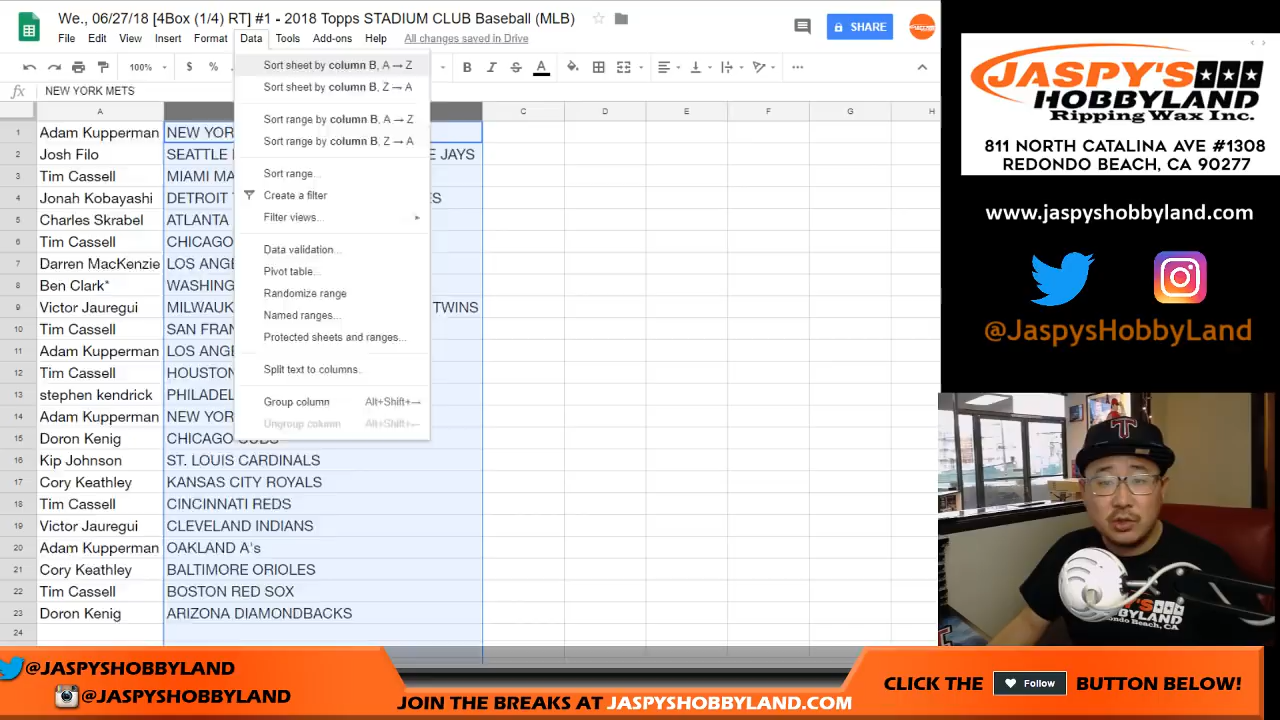 We., 06/27/18 [4Box (1/4) RT] #1 - 2018 Topps STADIUM CLUB Baseball (MLB)
File Edit View Insert Format Data Tools Add-ons Help All changes saved in Drive
SHARE
100% $ %
B I S A
fx NEW YORK METS
A C D E F G H
1 Adam Kupperman NEW YOR
2 Josh Filo SEATTLE E JAYS
3 Tim Cassell MIAMI MA
4 Jonah Kobayashi DETROIT ES
5 Charles Skrabel ATLANTA
6 Tim Cassell CHICAGO
7 Darren MacKenzie LOS ANGE
8 Ben Clark* WASHING
9 Victor Jauregui MILWAUK TWINS
10 Tim Cassell SAN FRAN
11 Adam Kupperman LOS ANGE
12 Tim Cassell HOUSTON
13 stephen kendrick PHILADEL
14 Adam Kupperman NEW YOR
15 Doron Kenig CHICAGO CUBS
16 Kip Johnson ST. LOUIS CARDINALS
17 Cory Keathley KANSAS CITY ROYALS
18 Tim Cassell CINCINNATI REDS
19 Victor Jauregui CLEVELAND INDIANS
20 Adam Kupperman OAKLAND A's
21 Cory Keathley BALTIMORE ORIOLES
22 Tim Cassell BOSTON RED SOX
23 Doron Kenig ARIZONA DIAMONDBACKS
24
Sort sheet by column B, A → Z
Sort sheet by column B, Z → A
Sort range by column B, A → Z
Sort range by column B, Z → A
Sort range...
Create a filter
Filter views...
Data validation...
Pivot table...
Randomize range
Named ranges...
Protected sheets and ranges...
Split text to columns...
Group column Alt+Shift+→
Ungroup column Alt+Shift+←
JASPY'S
HOBBYLAND
Ripping Wax Inc.
811 NORTH CATALINA AVE #1308
REDONDO BEACH, CA 90277
www.jaspyshobbyland.com
@JaspysHobbyLand
T
HOBBYLAND
@JASPYSHOBBYLAND
@JASPYSHOBBYLAND
JOIN THE BREAKS AT JASPYSHOBBYLAND.COM
CLICK THE Follow BUTTON BELOW!